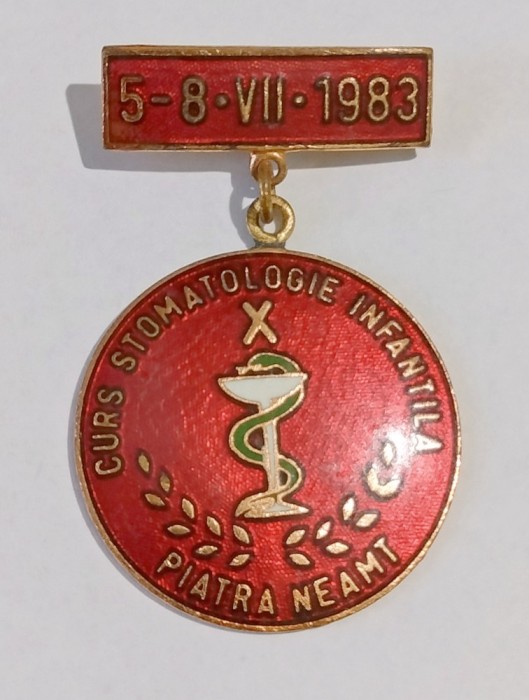 5-8·VII·1983
CURS STOMATOLOGIE INFANTILA
X
PIATRA NEAMT